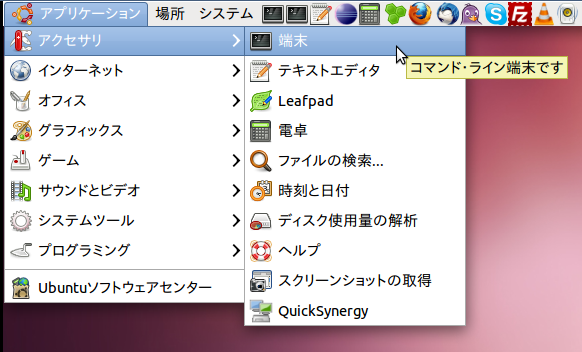 アプリケーション 場所 システム
アクセサリ
インターネット
オフィス
グラフィックス
ゲーム
サウンドとビデオ
システムツール
プログラミング
Ubuntuソフトウェアセンター
端末
テキストエディタ
Leafpad
電卓
ファイルの検索...
時刻と日付
ディスク使用量の解析
ヘルプ
スクリーンショットの取得
QuickSynergy
コマンド・ライン端末です